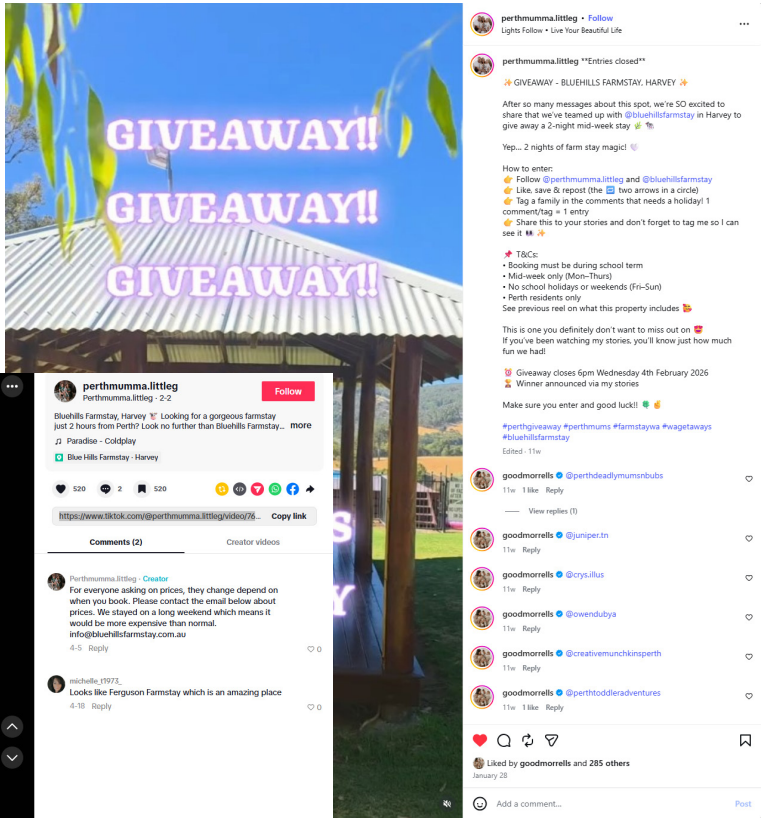 GIVEAWAY!!
GIVEAWAY!!
GIVEAWAY!!
S
Y
perthmumma.littleg • Follow
Lights Follow • Live Your Beautiful Life
perthmumma.littleg **Entries closed**
✨ GIVEAWAY - BLUEHILLS FARMSTAY, HARVEY ✨
After so many messages about this spot, we're SO excited to
share that we've teamed up with @bluehillsfarmstay in Harvey to
give away a 2-night mid-week stay
Yep... 2 nights of farm stay magic!
How to enter:
👉 Follow @perthmumma.littleg and @bluehillsfarmstay
👉 Like, save & repost (the 🔁 two arrows in a circle)
👉 Tag a family in the comments that needs a holiday! 1
comment/tag = 1 entry
👉 Share this to your stories and don't forget to tag me so I can
see it
📌 T&Cs:
• Booking must be during school term
• Mid-week only (Mon–Thurs)
• No school holidays or weekends (Fri–Sun)
• Perth residents only
See previous reel on what this property includes 🥰
This is one you definitely don't want to miss out on 😍
If you've been watching my stories, you'll know just how much
fun we had!
⏰ Giveaway closes 6pm Wednesday 4th February 2026
🏆 Winner announced via my stories
Make sure you enter and good luck!! 🍀
#perthgiveaway #perthmums #farmstaywa #wagetaways
#bluehillsfarmstay
Edited · 11w
goodmorrells @perthdeadlymumsnbubs
11w 1 like Reply
View replies (1)
goodmorrells @juniper.tn
11w Reply
goodmorrells @crys.illus
11w Reply
goodmorrells @owendubya
11w Reply
goodmorrells @creativemunchkinsperth
11w Reply
goodmorrells @perthtoddleradventures
11w 1 like Reply
Liked by goodmorrells and 285 others
January 28
Add a comment...
Post
perthmumma.littleg
Perthmumma.littleg · 2-2
Follow
Bluehills Farmstay, Harvey Looking for a gorgeous farmstay
just 2 hours from Perth? Look no further than Bluehills Farmstay... more
♫ Paradise - Coldplay
Blue Hills Farmstay · Harvey
520
2
520
https://www.tiktok.com/@perthmumma.littleg/video/76...
Copy link
Comments (2)
Creator videos
Perthmumma.littleg · Creator
For everyone asking on prices, they change depend on
when you book. Please contact the email below about
prices. We stayed on a long weekend which means it
would be more expensive than normal.
info@bluehillsfarmstay.com.au
4-5 Reply
0
michelle_t1973_
Looks like Ferguson Farmstay which is an amazing place
4-18 Reply
0